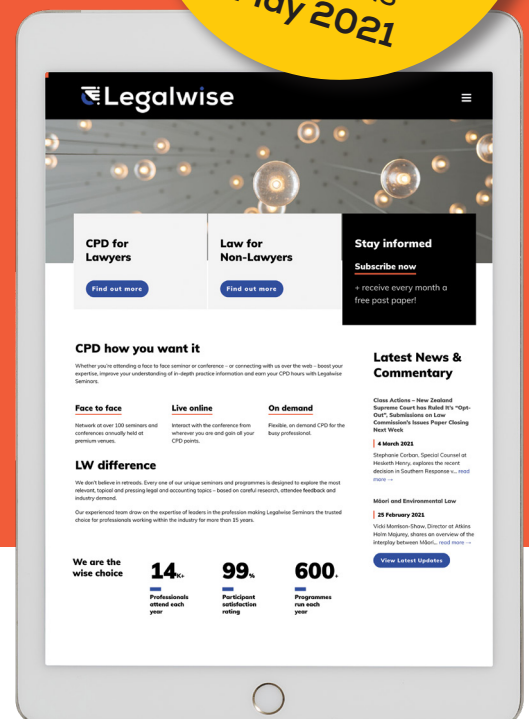 May 2021
Legalwise
CPD for
Lawyers
Find out more
Law for
Non-Lawyers
Find out more
Stay informed
Subscribe now
+ receive every month a
free past paper!
CPD how you want it
Whether you're attending a face to face seminar or conference – or connecting with us over the web – boost your
expertise, improve your understanding of in-depth practice information and earn your CPD hours with Legalwise
Seminars.
Face to face
Network at over 100 seminars and
conferences annually held at
premium venues.
Live online
Interact with the conference from
wherever you are and gain all your
CPD points.
On demand
Flexible, on demand CPD for the
busy professional.
LW difference
We don't believe in retreads. Every one of our unique seminars and programmes is designed to explore the most
relevant, topical and pressing legal and accounting topics – based on careful research, attendee feedback and
industry demand.
Our experienced team draw on the expertise of leaders in the profession making Legalwise Seminars the trusted
choice for professionals working within the industry for more than 15 years.
We are the
wise choice
14K+
Professionals
attend each
year
99%
Participant
satisfaction
rating
600+
Programmes
run each
year
Latest News &
Commentary
Class Actions – New Zealand
Supreme Court has Ruled It's "Opt-
Out", Submissions on Law
Commission's Issues Paper Closing
Next Week
4 March 2021
Stephanie Corban, Special Counsel at
Hesketh Henry, explores the recent
decision in Southern Response v... read
more →
Māori and Environmental Law
25 February 2021
Vicki Morrison-Shaw, Director at Atkins
Holm Majurey, shares an overview of the
interplay between Māori... read more →
View Latest Updates